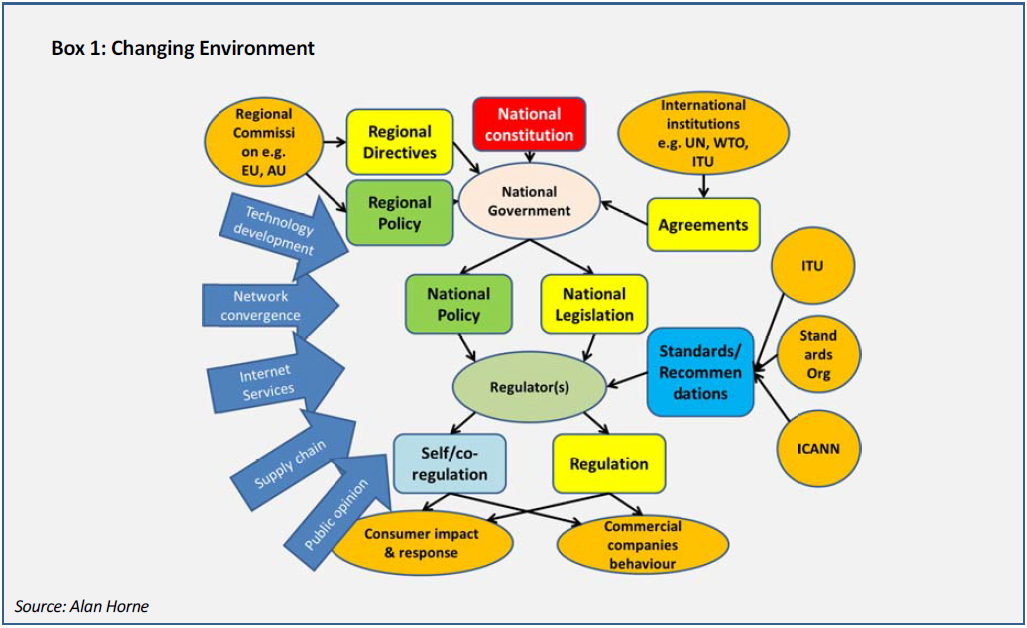 Box 1: Changing Environment
Regional
Commissi
on e.g.
EU, AU
Regional
Directives
National
constitution
International
institutions
e.g. UN, WTO,
ITU
Regional
Policy
National
Government
Agreements
Technology
development
ITU
Network
convergence
National
Policy
National
Legislation
Standards/
Recommen
dations
Stand
ards
Org
Internet
Services
Regulator(s)
ICANN
Supply chain
Self/co-
regulation
Regulation
Public opinion
Consumer impact
& response
Commercial
companies
behaviour
Source: Alan Horne